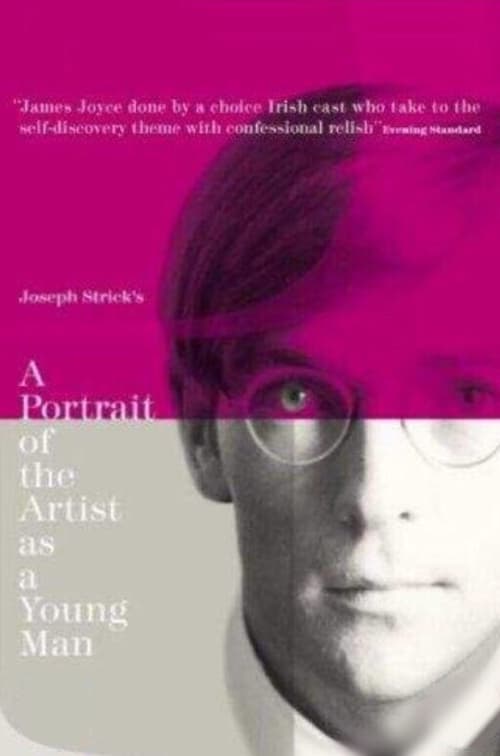 "James Joyce done by a choice Irish cast who take to the
self-discovery theme with confessional relish" Evening Standard
Joseph Strick's
A
Portrait
of
the
Artist
as
a
Young
Man